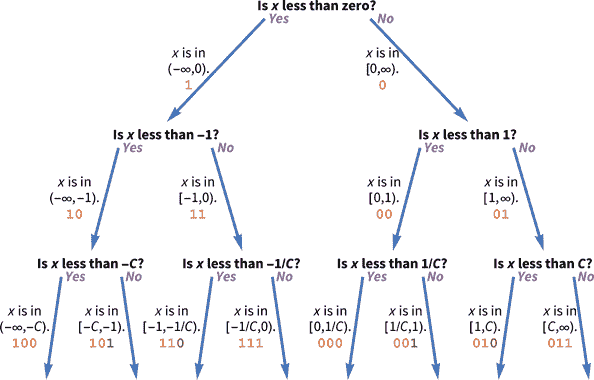 Is x less than zero?
Yes No
x is in x is in
(−∞,0). [0,∞).
1 0
Is x less than −1? Is x less than 1?
Yes No Yes No
x is in x is in x is in x is in
(−∞,−1). [−1,0). [0,1). [1,∞).
10 11 00 01
Is x less than −C? Is x less than −1/C? Is x less than 1/C? Is x less than C?
Yes No Yes No Yes No Yes No
x is in x is in x is in x is in x is in x is in x is in x is in
(−∞,−C). [−C,−1). [−1,−1/C). [−1/C,0). [0,1/C). [1/C,1). [1,C). [C,∞).
100 101 110 111 000 001 010 011